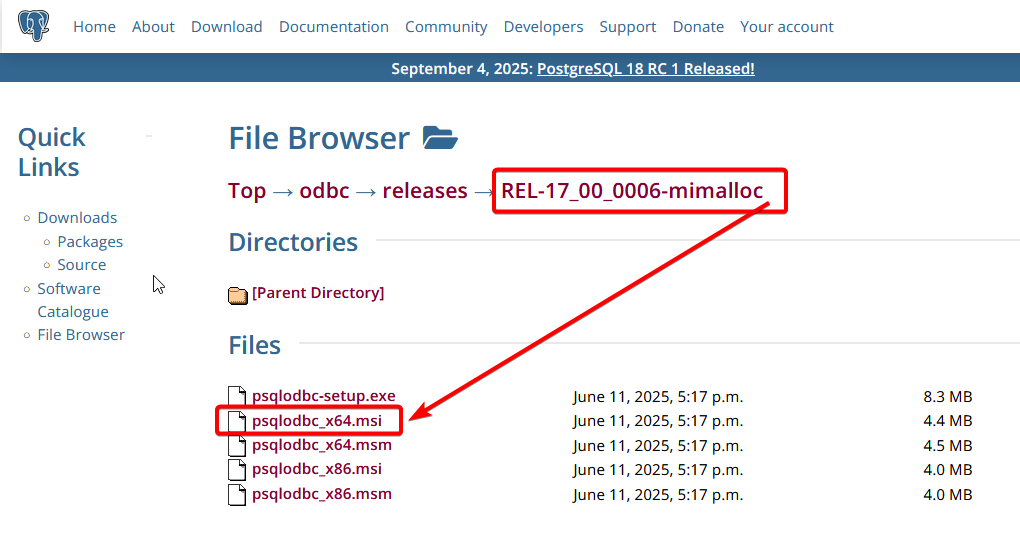 Home About Download Documentation Community Developers Support Donate Your account
September 4, 2025: PostgreSQL 18 RC 1 Released!
Quick
Links
Downloads
Packages
Source
Software
Catalogue
File Browser
File Browser
Top → odbc → releases → REL-17_00_0006-mimalloc
Directories
[Parent Directory]
Files
psqlodbc-setup.exe June 11, 2025, 5:17 p.m. 8.3 MB
psqlodbc_x64.msi June 11, 2025, 5:17 p.m. 4.4 MB
psqlodbc_x64.msm June 11, 2025, 5:17 p.m. 4.5 MB
psqlodbc_x86.msi June 11, 2025, 5:17 p.m. 4.0 MB
psqlodbc_x86.msm June 11, 2025, 5:17 p.m. 4.0 MB